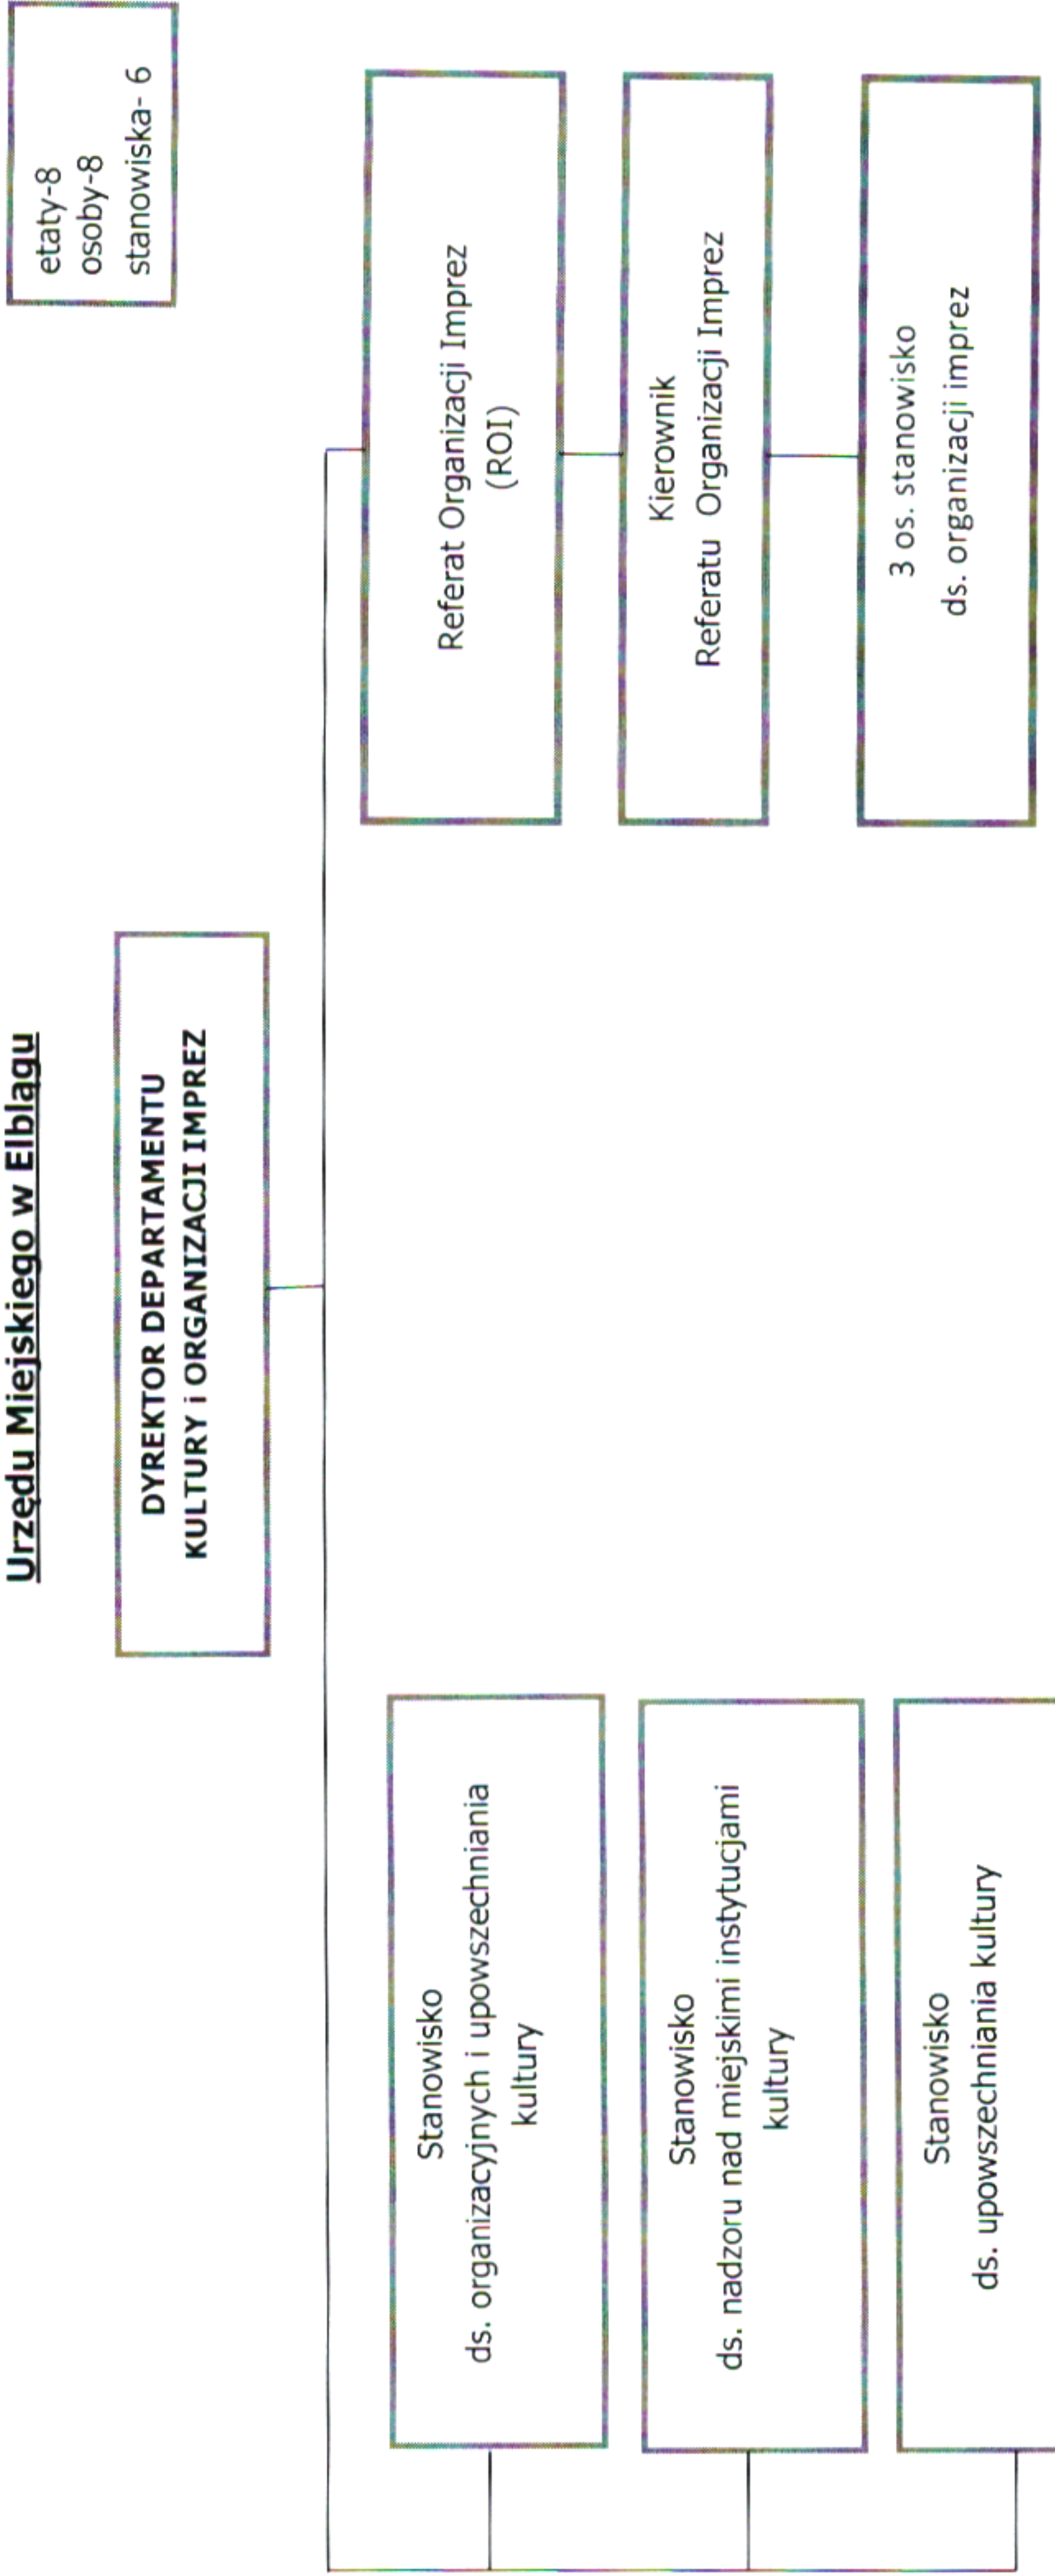 Urzędu Miejskiego w Elblągu
etaty-8
osoby-8
stanowiska- 6
DYREKTOR DEPARTAMENTU
KULTURY i ORGANIZACJI IMPREZ
Stanowisko
ds. organizacyjnych i upowszechniania
kultury
Stanowisko
ds. nadzoru nad miejskimi instytucjami
kultury
Stanowisko
ds. upowszechniania kultury
Referat Organizacji Imprez
(ROI)
Kierownik
Referatu Organizacji Imprez
3 os. stanowisko
ds. organizacji imprez